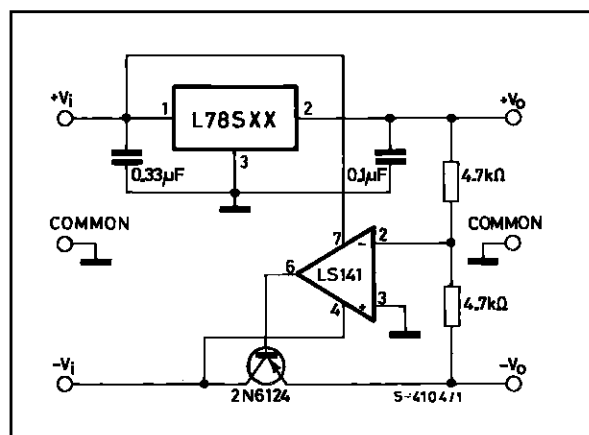 +Vi
1
L78SXX
2
+Vo
3
0.33µF
0.1µF
4.7kΩ
COMMON
COMMON
7
2
-
6
LS141
4
+
3
4.7kΩ
-Vi
2N6124
S-4104/1
-Vo